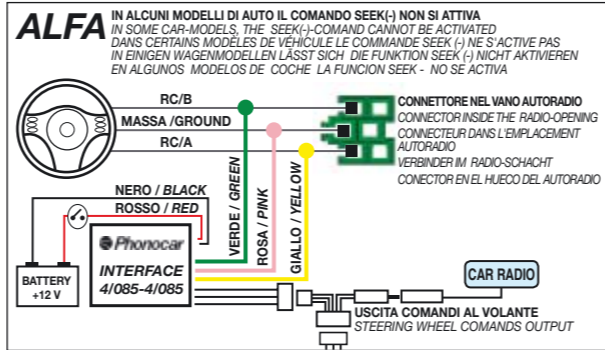 ALFA
IN ALCUNI MODELLI DI AUTO IL COMANDO SEEK(-) NON SI ATTIVA
IN SOME CAR-MODELS, THE SEEK(-)-COMAND CANNOT BE ACTIVATED
DANS CERTAINS MODÈLES DE VÉHICULE LE COMMANDE SEEK (-) NE S'ACTIVE PAS
IN EINIGEN WAGENMODELLEN LÄSST SICH DIE FUNKTION SEEK (-) NICHT AKTIVIEREN
EN ALGUNOS MODELOS DE COCHE LA FUNCION SEEK - NO SE ACTIVA
RC/B
MASSA /GROUND
RC/A
CONNETTORE NEL VANO AUTORADIO
CONNECTOR INSIDE THE RADIO-OPENING
CONNECTEUR DANS L'EMPLACEMENT
AUTORADIO
VERBINDER IM RADIO-SCHACHT
CONECTOR EN EL HUECO DEL AUTORADIO
NERO / BLACK
ROSSO / RED
VERDE / GREEN
ROSA / PINK
GIALLO / YELLOW
Phonocar
INTERFACE
4/085-4/085
BATTERY
+12 V
CAR RADIO
USCITA COMANDI AL VOLANTE
STEERING WHEEL COMANDS OUTPUT